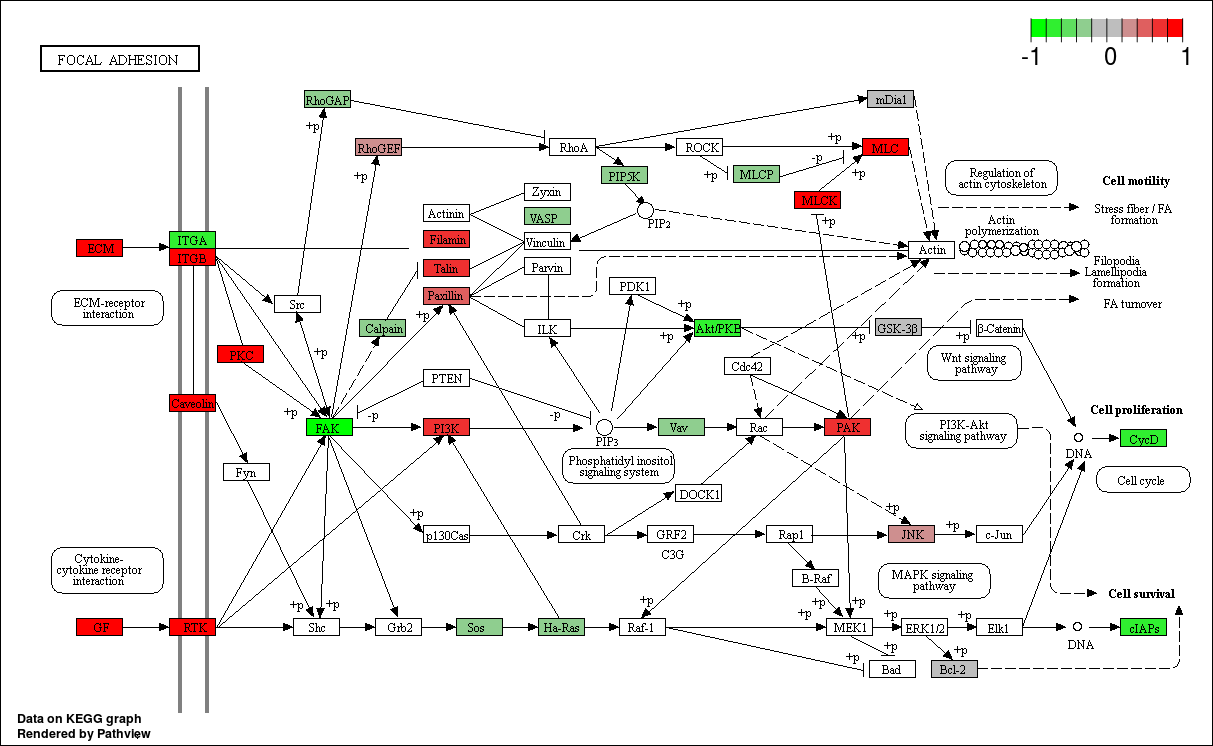 -1 0 1
FOCAL ADHESION
RhoGAP
mDia1
+p
RhoGEF
RhoA
ROCK
+p
MLC
+p
+p
-p
+p
PIP5K
MLCP
Regulation of
actin cytoskeleton
Cell motility
Zyxin
MLCK
Actinin
VASP
PIP2
+p
Stress fiber / FA
formation
Actin
polymerization
ECM
ITGA
ITGB
Filamin
Vinculin
Actin
Talin
Parvin
Filopodia
Lamellipodia
formation
ECM-receptor
interaction
Src
Paxillin
PDK1
+p
FA turnover
Calpain
+p
ILK
+p
Akt/PKB
+p
GSK-3β
+p
β-Catenin
PKC
+p
Wnt signaling
pathway
Cdc42
PTEN
Caveolin
+p
-p
-p
Cell proliferation
FAK
PI3K
PIP3
Vav
Rac
PAK
PI3K-Akt
signaling pathway
CycD
DNA
Fyn
Phosphatidyl inositol
signaling system
Cell cycle
DOCK1
+p
+p
p130Cas
Crk
GRF2
Rap1
JNK
+p
c-Jun
C3G
Cytokine-
cytokine receptor
interaction
B-Raf
MAPK signaling
pathway
Cell survival
+p
+p
+p
+p
+p
+p
+p
+p
GF
RTK
Shc
Grb2
Sos
Ha-Ras
Raf-1
MEK1
ERK1/2
Elk1
cIAPs
DNA
+p
+p
+p
Bad
Bcl-2
Data on KEGG graph
Rendered by Pathview